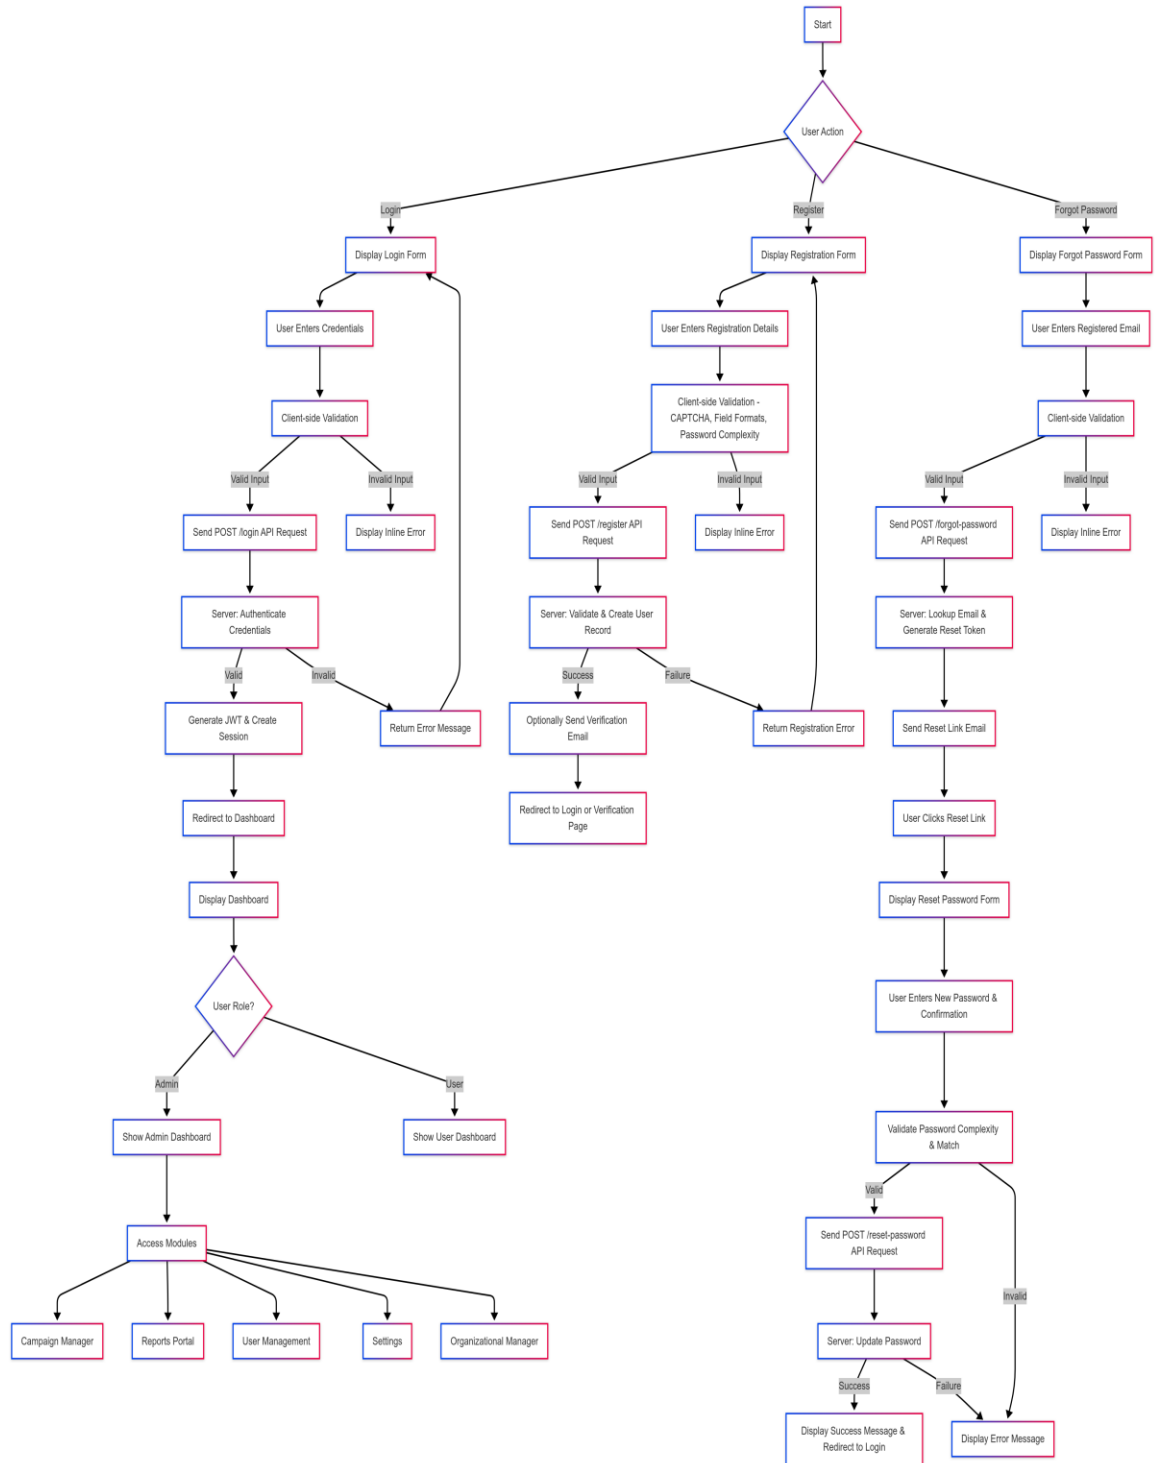 Start
User Action
Login
Register
Forgot Password
Display Login Form
Display Registration Form
Display Forgot Password Form
User Enters Credentials
User Enters Registration Details
User Enters Registered Email
Client-side Validation
Client-side Validation -
CAPTCHA, Field Formats,
Password Complexity
Client-side Validation
Valid Input
Invalid Input
Valid Input
Invalid Input
Valid Input
Invalid Input
Send POST /login API Request
Display Inline Error
Send POST /register API
Request
Display Inline Error
Send POST /forgot-password
API Request
Display Inline Error
Server: Authenticate
Credentials
Server: Validate & Create User
Record
Server: Lookup Email &
Generate Reset Token
Valid
Invalid
Success
Failure
Generate JWT & Create
Session
Return Error Message
Optionally Send Verification
Email
Return Registration Error
Send Reset Link Email
Redirect to Dashboard
Redirect to Login or Verification
Page
User Clicks Reset Link
Display Dashboard
Display Reset Password Form
User Role?
User Enters New Password &
Confirmation
Admin
User
Show Admin Dashboard
Show User Dashboard
Validate Password Complexity
& Match
Valid
Access Modules
Send POST /reset-password
API Request
Invalid
Campaign Manager
Reports Portal
User Management
Settings
Organizational Manager
Server: Update Password
Success
Failure
Display Success Message &
Redirect to Login
Display Error Message